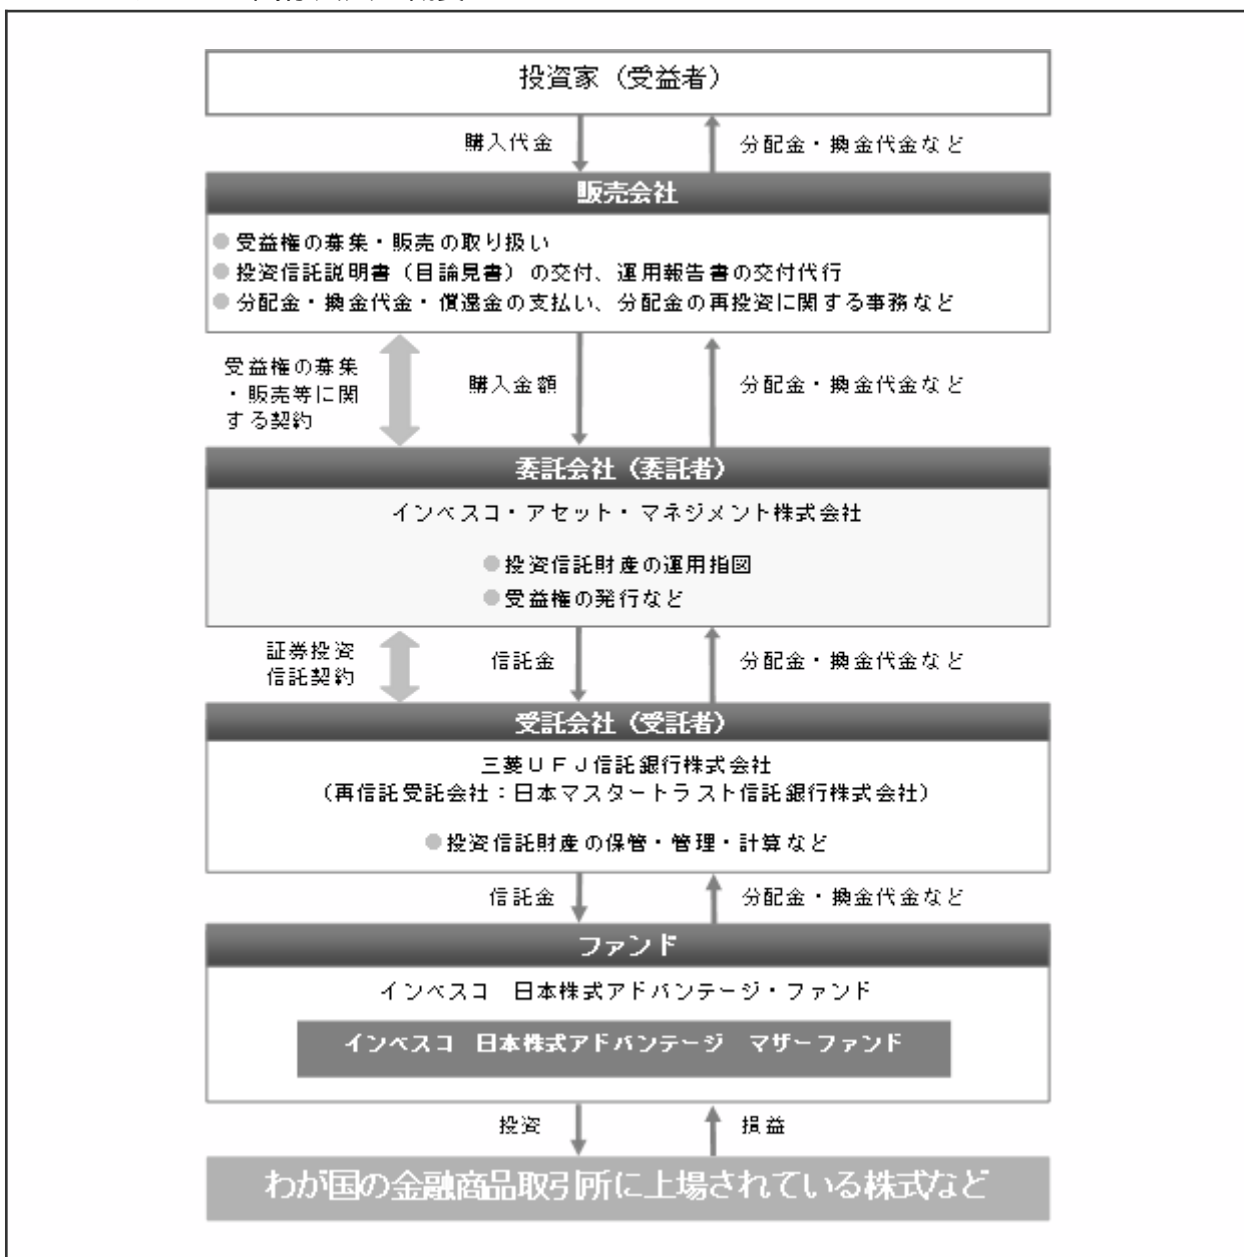 投資家（受益者）
購入代金
分配金・換金代金など
販売会社
受益権の募集・販売の取り扱い
投資信託説明書（目論見書）の交付、運用報告書の交付代行
分配金・換金代金・償還金の支払い、分配金の再投資に関する事務など
受益権の募集
・販売等に関
する契約
購入金額
分配金・換金代金など
委託会社（委託者）
インベスコ・アセット・マネジメント株式会社
投資信託財産の運用指図
受益権の発行など
証券投資
信託契約
信託金
分配金・換金代金など
受託会社（受託者）
三菱ＵＦＪ信託銀行株式会社
（再信託受託会社：日本マスタートラスト信託銀行株式会社）
投資信託財産の保管・管理・計算など
信託金
分配金・換金代金など
ファンド
インベスコ　日本株式アドバンテージ・ファンド
インベスコ　日本株式アドバンテージ　マザーファンド
投資
損益
わが国の金融商品取引所に上場されている株式など